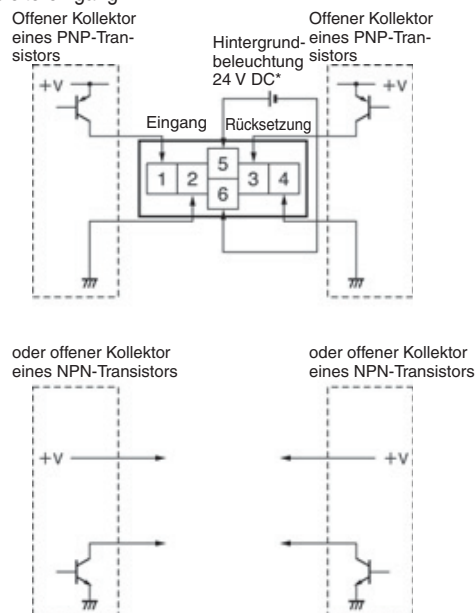 Offener Kollektor
eines PNP-Tran-
sistors
Hintergrund-
beleuchtung
24 V DC*
Offener Kollektor
eines PNP-Tran-
sistors
+V
+V
Eingang
Rücksetzung
1
2
5
6
3
4
oder offener Kollektor
eines NPN-Transistors
oder offener Kollektor
eines NPN-Transistors
+V
+V